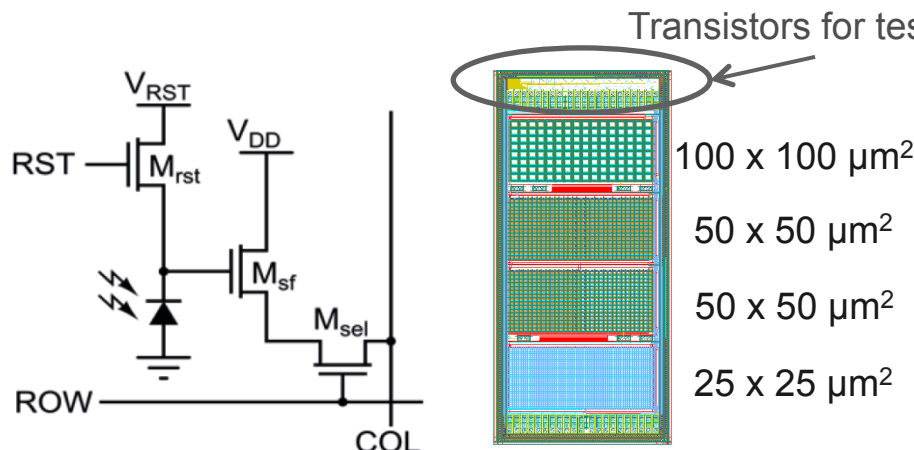 Transistors for tes
V_RST
RST
M_rst
V_DD
M_sf
M_sel
ROW
COL
100 x 100 µm²
50 x 50 µm²
50 x 50 µm²
25 x 25 µm²